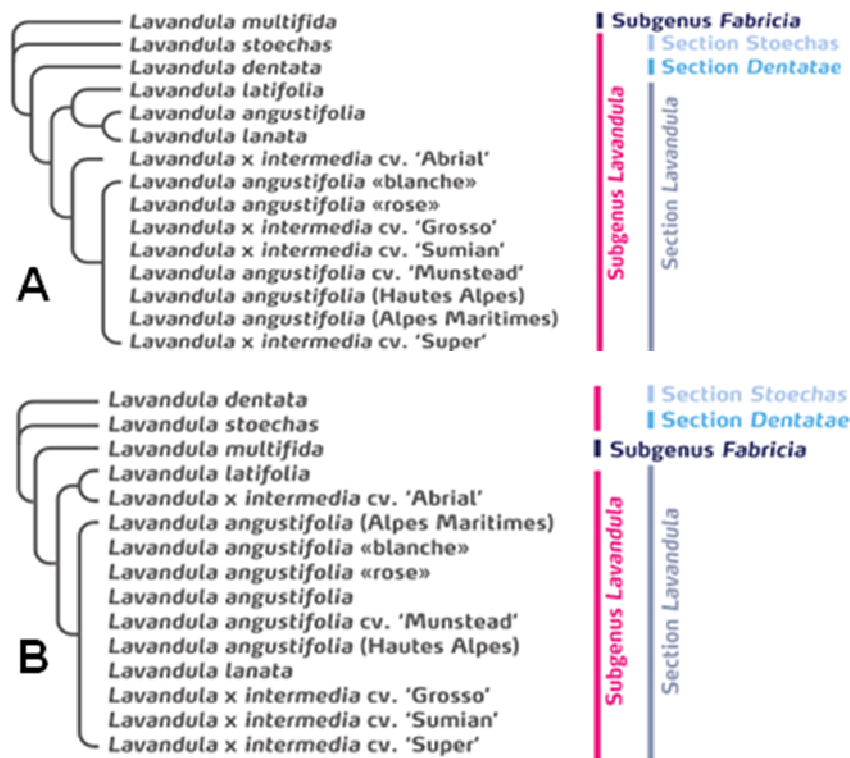 Lavandula multifida
Subgenus Fabricia
Lavandula stoechas
Section Stoechas
Lavandula dentata
Section Dentatae
Lavandula latifolia
Lavandula angustifolia
Lavandula lanata
Lavandula x intermedia cv. ‘Abrial’
Lavandula angustifolia «blanche»
Lavandula angustifolia «rose»
Lavandula x intermedia cv. ‘Grosso’
Lavandula x intermedia cv. ‘Sumian’
Lavandula angustifolia cv. ‘Munstead’
Lavandula angustifolia (Hautes Alpes)
Lavandula angustifolia (Alpes Maritimes)
Lavandula x intermedia cv. ‘Super’
Subgenus Lavandula
Section Lavandula
A
Lavandula dentata
Section Stoechas
Lavandula stoechas
Section Dentatae
Lavandula multifida
Subgenus Fabricia
Lavandula latifolia
Lavandula x intermedia cv. ‘Abrial’
Lavandula angustifolia (Alpes Maritimes)
Lavandula angustifolia «blanche»
Lavandula angustifolia «rose»
Lavandula angustifolia
Lavandula angustifolia cv. ‘Munstead’
Lavandula angustifolia (Hautes Alpes)
Lavandula lanata
Lavandula x intermedia cv. ‘Grosso’
Lavandula x intermedia cv. ‘Sumian’
Lavandula x intermedia cv. ‘Super’
Subgenus Lavandula
Section Lavandula
B